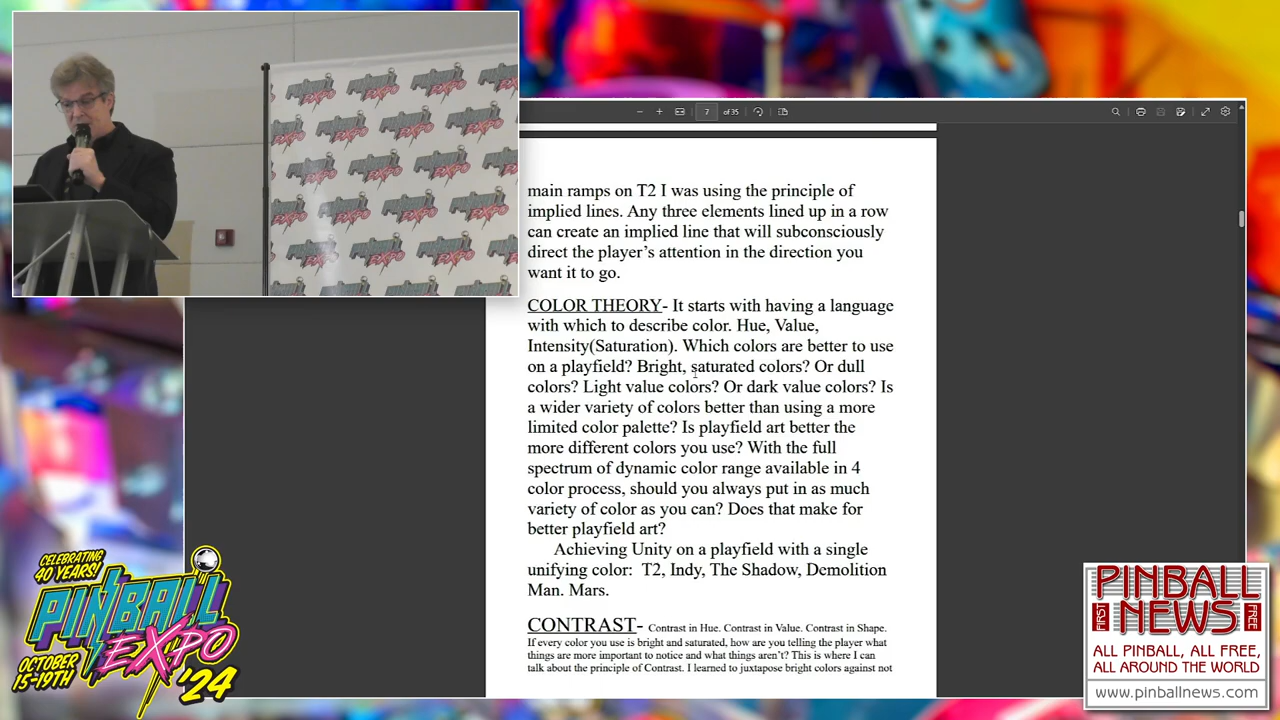 7 of 35
main ramps on T2 I was using the principle of
implied lines. Any three elements lined up in a row
can create an implied line that will subconsciously
direct the player's attention in the direction you
want it to go.
COLOR THEORY- It starts with having a language
with which to describe color. Hue, Value,
Intensity(Saturation). Which colors are better to use
on a playfield? Bright, saturated colors? Or dull
colors? Light value colors? Or dark value colors? Is
a wider variety of colors better than using a more
limited color palette? Is playfield art better the
more different colors you use? With the full
spectrum of dynamic color range available in 4
color process, should you always put in as much
variety of color as you can? Does that make for
better playfield art?
Achieving Unity on a playfield with a single
unifying color: T2, Indy, The Shadow, Demolition
Man. Mars.
CONTRAST- Contrast in Hue. Contrast in Value. Contrast in Shape.
If every color you use is bright and saturated, how are you telling the player what
things are more important to notice and what things aren't? This is where I can
talk about the principle of Contrast. I learned to juxtapose bright colors against not
CELEBRATING
40 YEARS!
PINBALL
EXPO
OCTOBER
15-19TH
'24
PINBALL
FIRST NEWS FREE
ALL PINBALL, ALL FREE,
ALL AROUND THE WORLD
www.pinballnews.com
PINBALL
EXPO